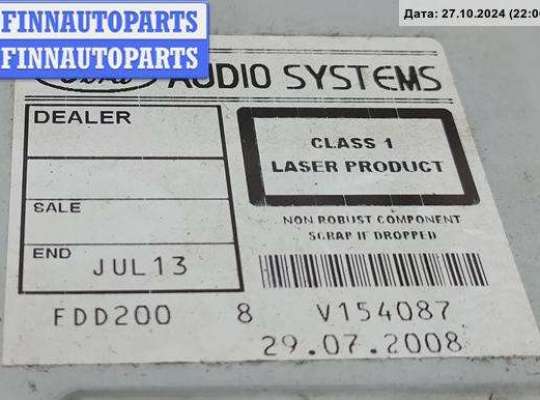 FINNAUTOPARTS
FINNAUTOPARTS
Дата: 27.10.2024 (22:0
Ford AUDIO SYSTEMS
DEALER
SALE
END JUL13
CLASS 1
LASER PRODUCT
NON ROBUST COMPONENT
SCRAP IF DROPPED
FDD200 8 V154087
29.07.2008